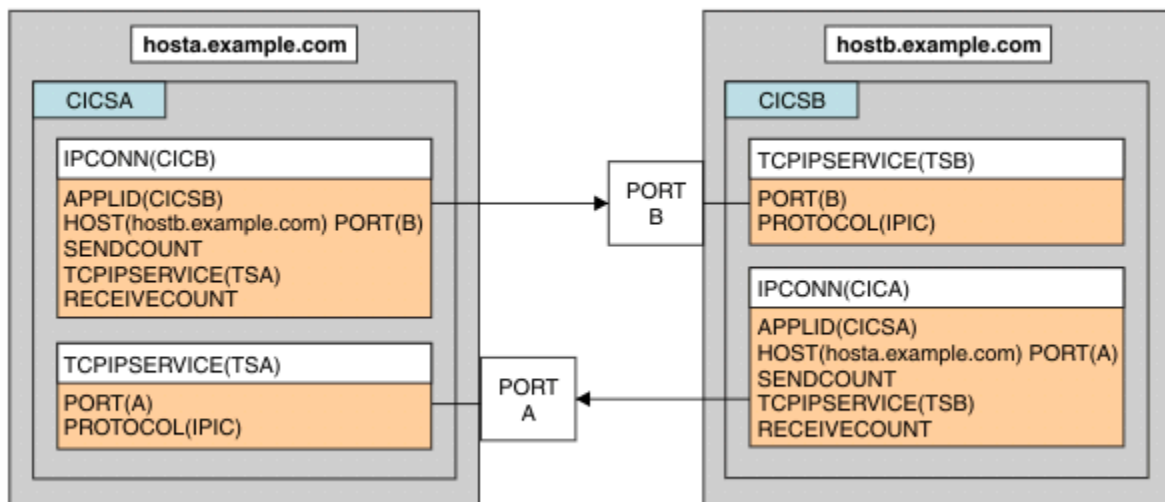 hosta.example.com
CICSA
IPCONN(CICB)
APPLID(CICSB)
HOST(hostb.example.com) PORT(B)
SENDCOUNT
TCPIPSERVICE(TSA)
RECEIVECOUNT
TCPIPSERVICE(TSA)
PORT(A)
PROTOCOL(IPIC)
PORT
B
PORT
A
hostb.example.com
CICSB
TCPIPSERVICE(TSB)
PORT(B)
PROTOCOL(IPIC)
IPCONN(CICA)
APPLID(CICSA)
HOST(hosta.example.com) PORT(A)
SENDCOUNT
TCPIPSERVICE(TSB)
RECEIVECOUNT